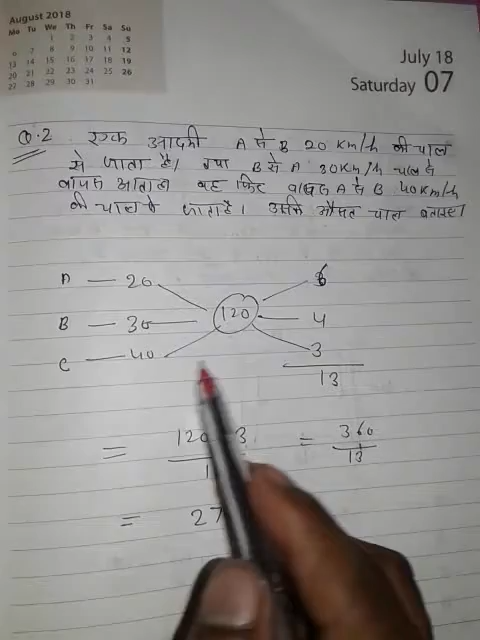 August 2018
Mo Tu We Th Fr Sa Su
1 2 3 4 5
6 7 8 9 10 11 12
13 14 15 16 17 18 19
20 21 22 23 24 25 26
27 28 29 30 31
July 18
Saturday 07
Q.2 एक आदमी A से B 20 Km/h की चाल
से जाता है। तथा B से A 30Km/h चाल से
वापस आता है वह फिर वापस A से B 40Km/h
की चाल से जाता है। उसकी औसत चाल बताइए।
A — 20 6
B — 30 120 4
C — 40 3
13
= 120 3 = 360
1 13
= 27